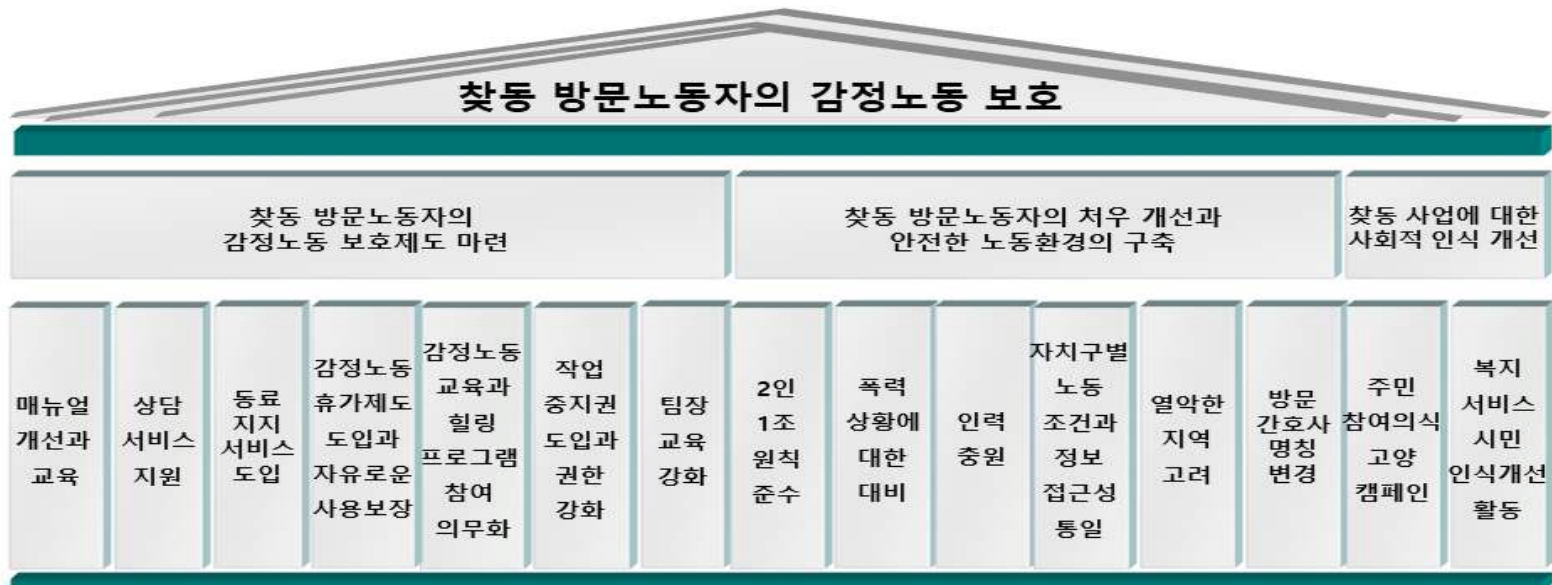 찾동 방문노동자의 감정노동 보호
찾동 방문노동자의
감정노동 보호제도 마련
찾동 방문노동자의 처우 개선과
안전한 노동환경의 구축
찾동 사업에 대한
사회적 인식 개선
매뉴얼
개선과
교육
상담
서비스
지원
동료
지지
서비스
도입
감정노동
휴가제도
도입과
자유로운
사용보장
감정노동
교육과
힐링
프로그램
참여
의무화
작업
중지권
도입과
권한
강화
팀장
교육
강화
2인
1조
원칙
준수
폭력
상황에
대한
대비
인력
충원
자치구별
노동
조건과
정보
접근성
통일
열악한
지역
고려
방문
간호사
명칭
변경
주민
참여의식
고양
캠페인
복지
서비스
시민
인식개선
활동